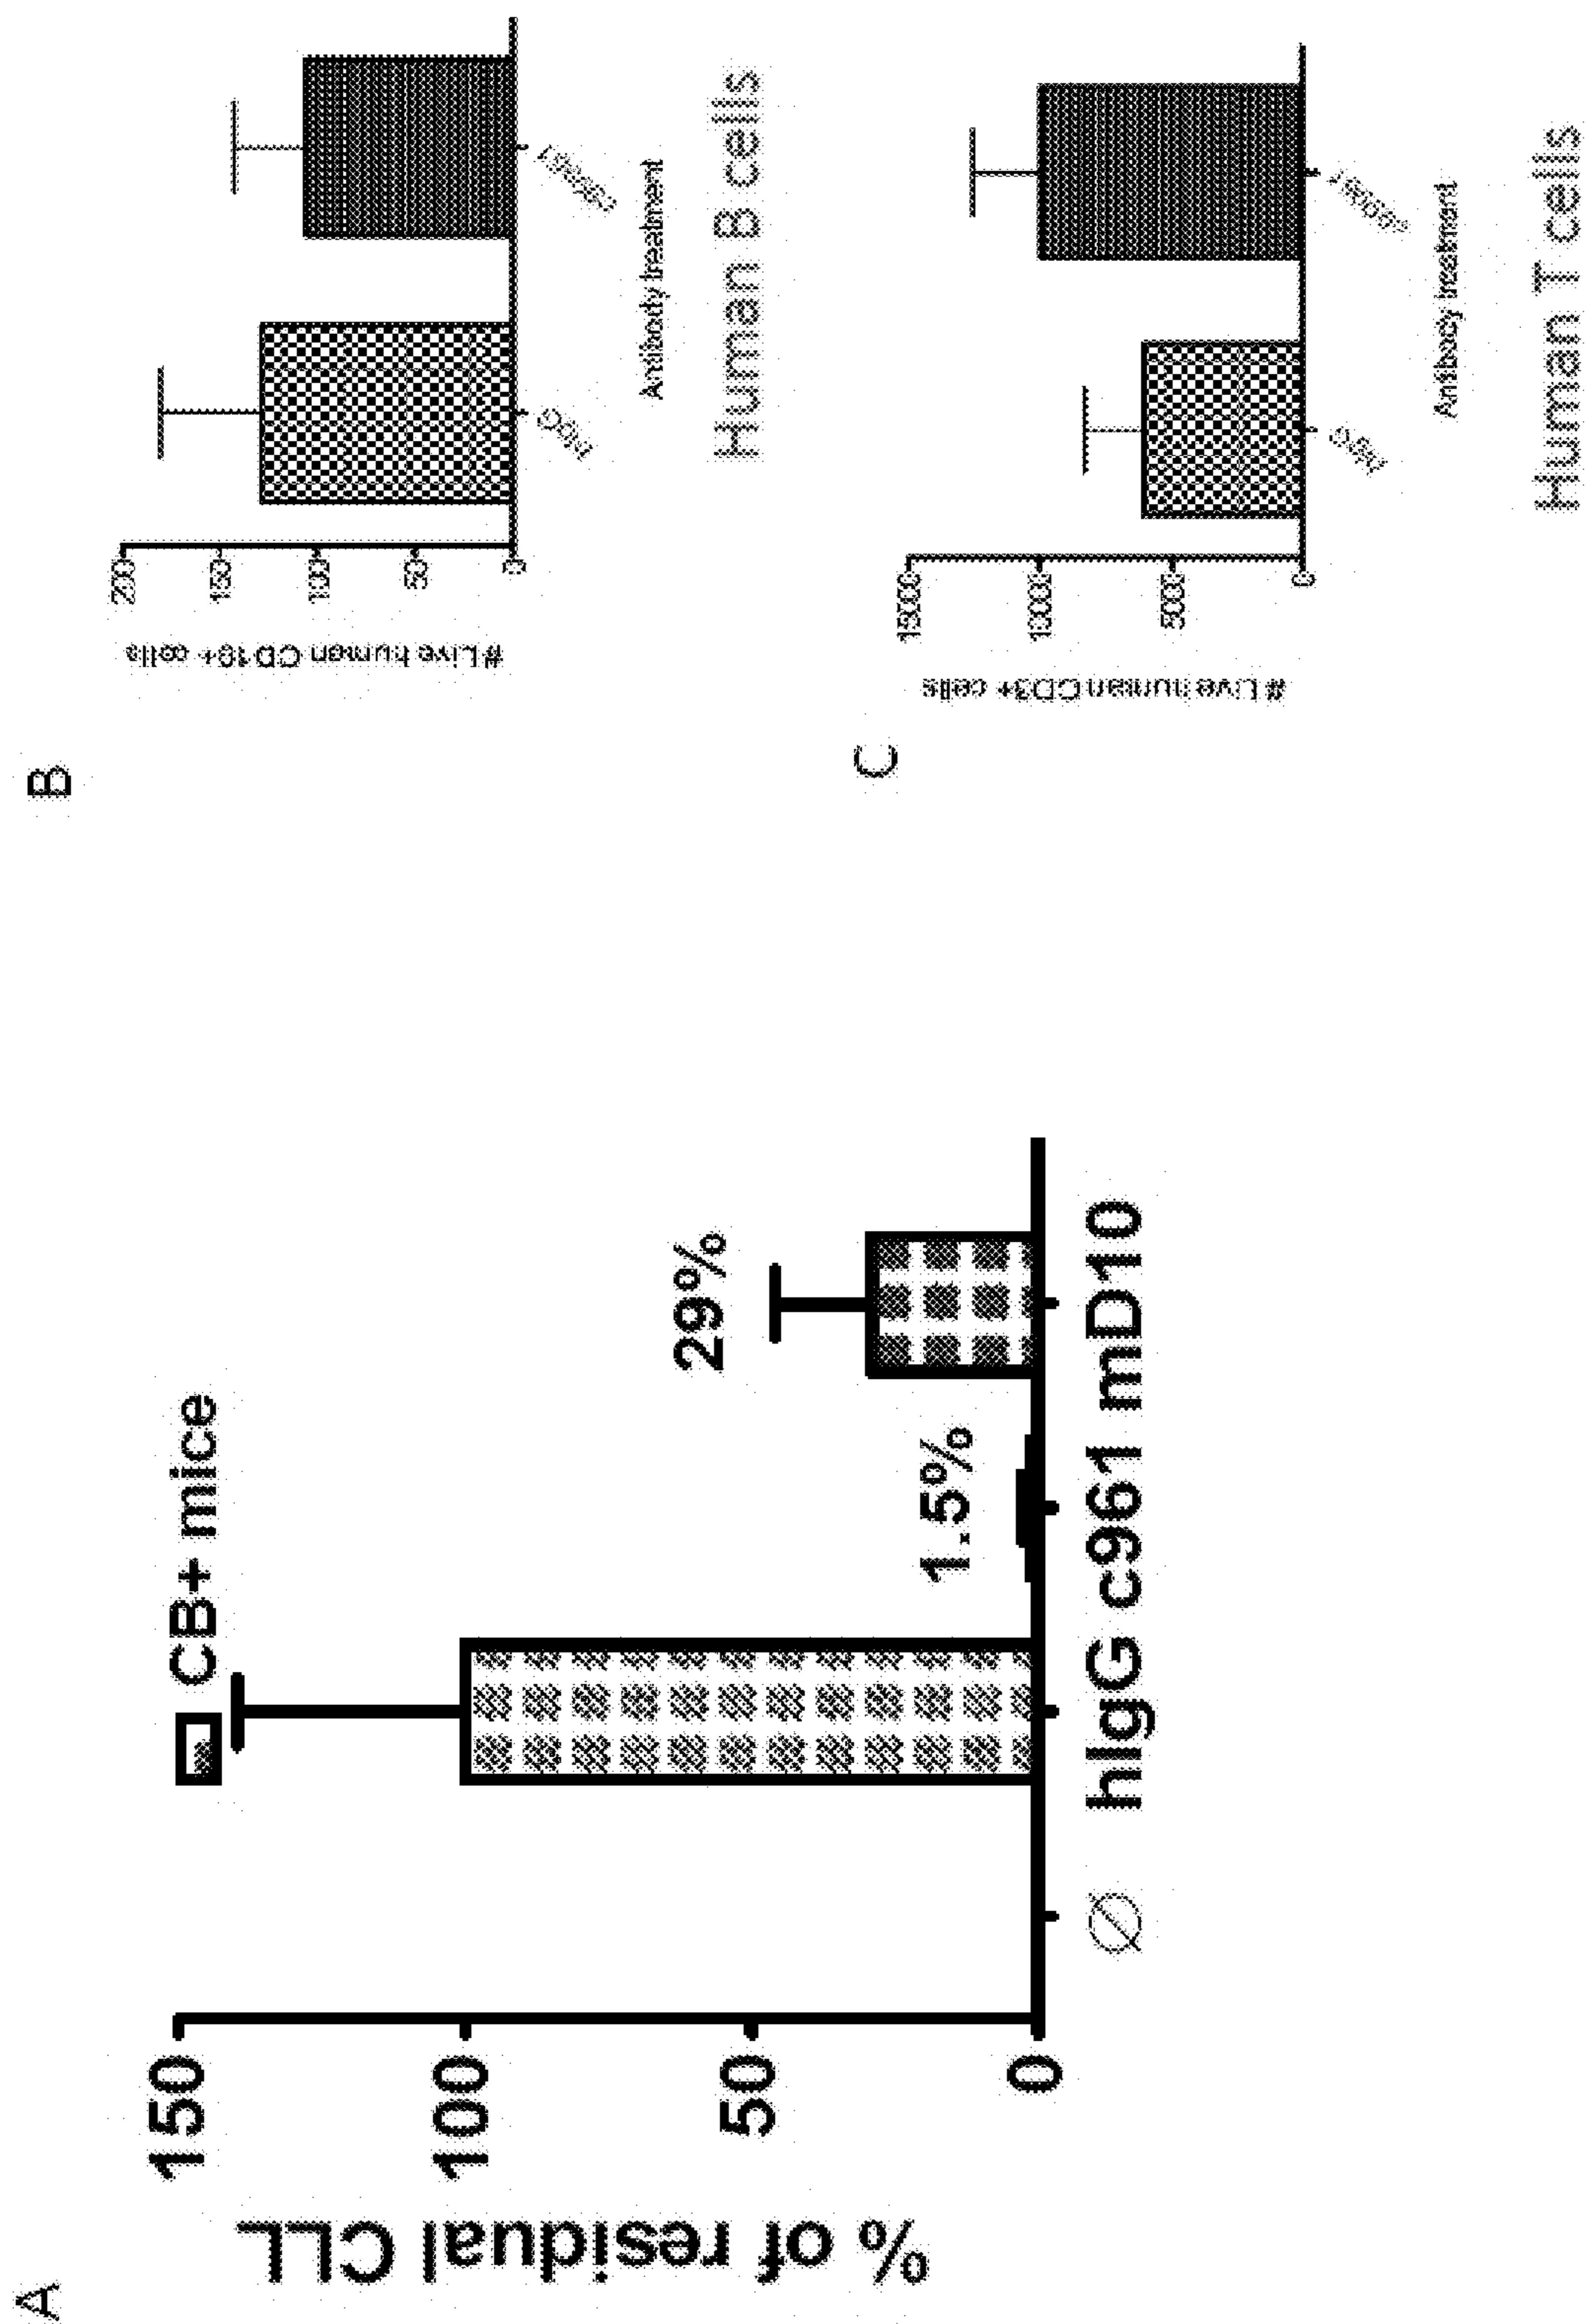 A
% of residual CLL
150
100
50
0
CB+ mice
1.5%
29%
Ø hIgG c961 mD10
B
# Live human CD19+ cells
200
150
100
50
0
Antibody treatment
Human B cells
C
# Live human CD3+ cells
15000
10000
5000
0
Antibody treatment
Human T cells